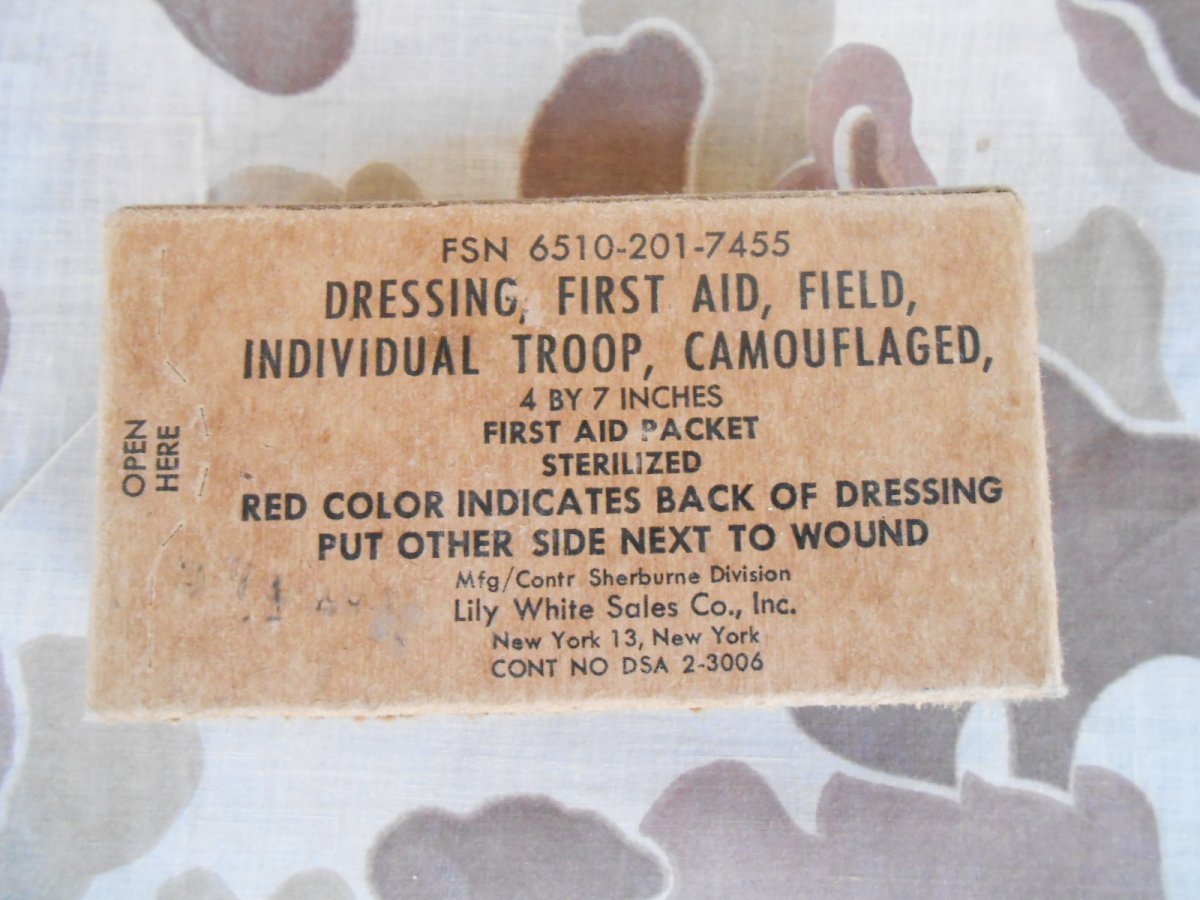 FSN 6510-201-7455
DRESSING, FIRST AID, FIELD,
INDIVIDUAL TROOP, CAMOUFLAGED,
4 BY 7 INCHES
FIRST AID PACKET
STERILIZED
RED COLOR INDICATES BACK OF DRESSING
PUT OTHER SIDE NEXT TO WOUND
Mfg/Contr Sherburne Division
Lily White Sales Co., Inc.
New York 13, New York
CONT NO DSA 2-3006
OPEN
HERE